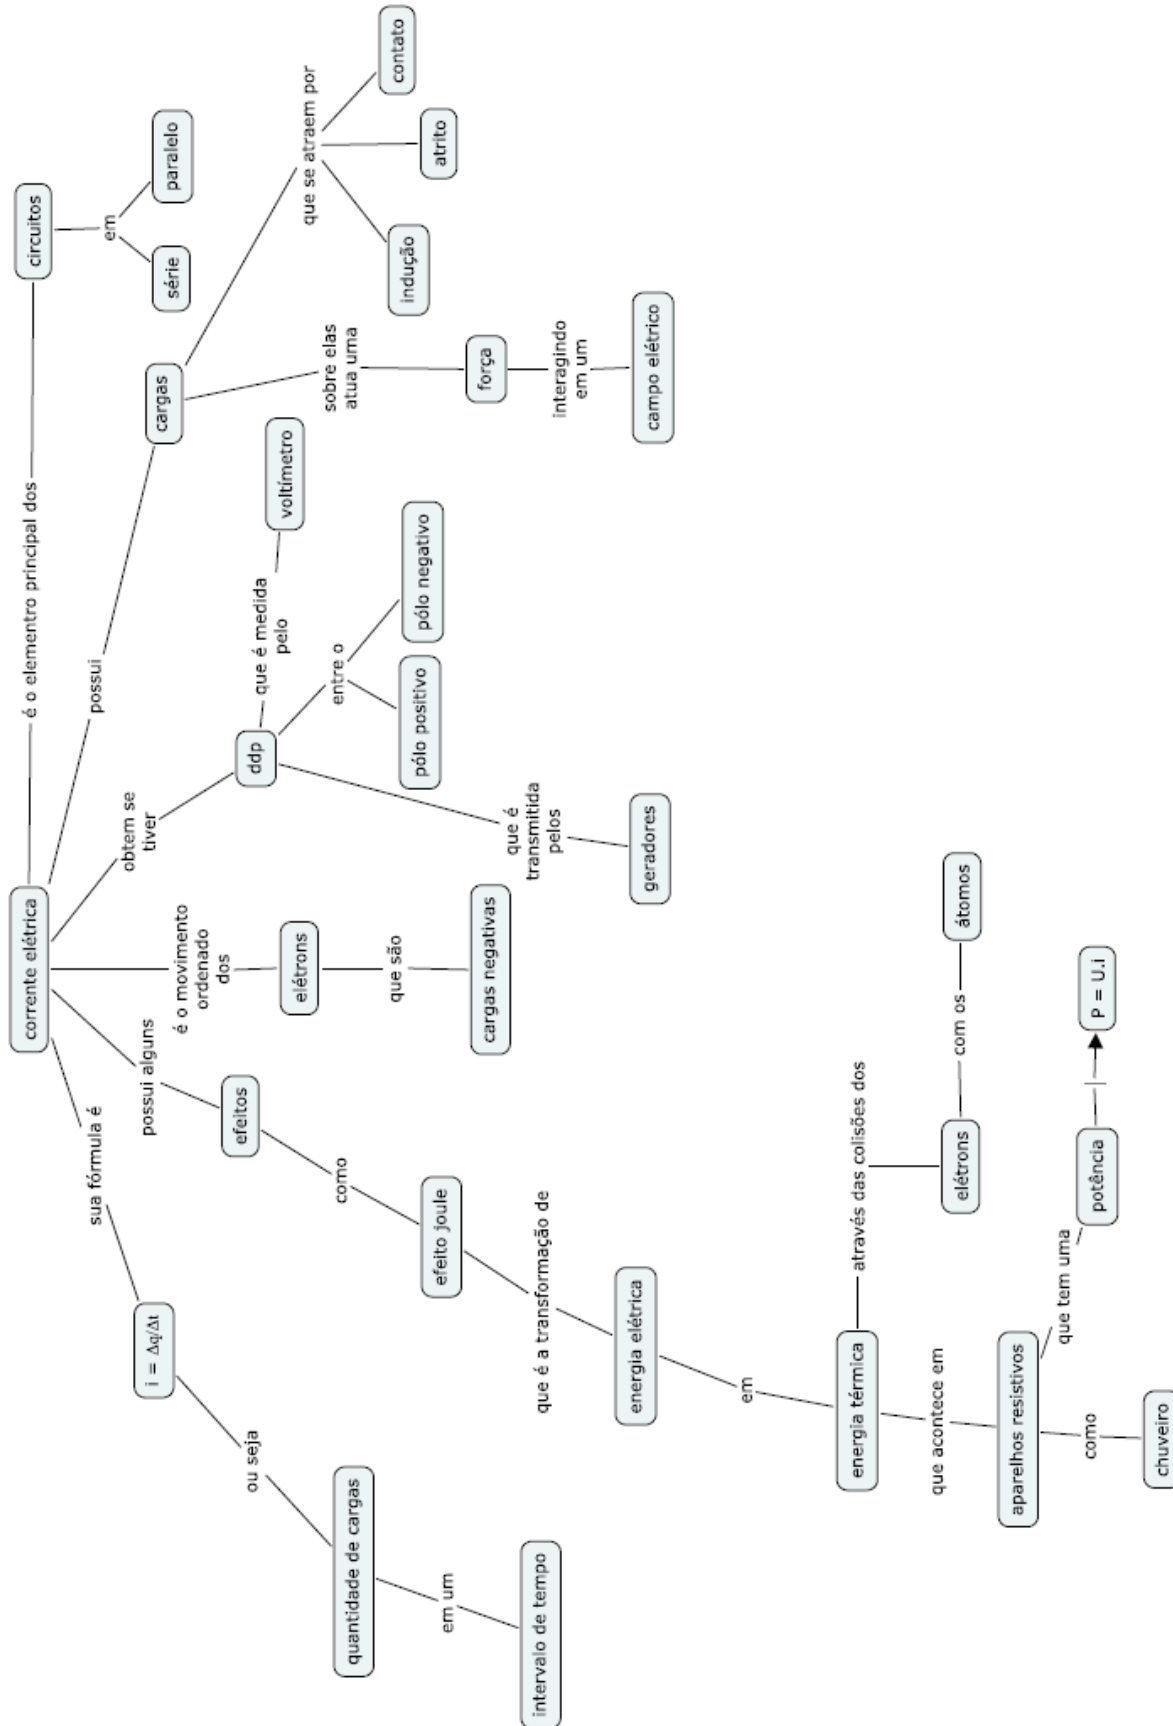 corrente elétrica
sua fórmula é
i = Δq/Δt
ou seja
quantidade de cargas
em um
intervalo de tempo
possui alguns
efeitos
como
efeito joule
que é a transformação de
energia elétrica
em
energia térmica
através das colisões dos
elétrons
com os
átomos
que acontece em
aparelhos resistivos
como
chuveiro
que tem uma
potência
P = U.i
é o movimento
ordenado
dos
elétrons
que são
cargas negativas
obtem se
tiver
ddp
que é
transmitida
pelos
geradores
entre o
pólo positivo
pólo negativo
que é medida
pelo
voltímetro
possui
cargas
sobre elas
atua uma
força
interagindo
em um
campo elétrico
que se atraem por
indução
atrito
contato
é o elementro principal dos
circuitos
em
série
paralelo